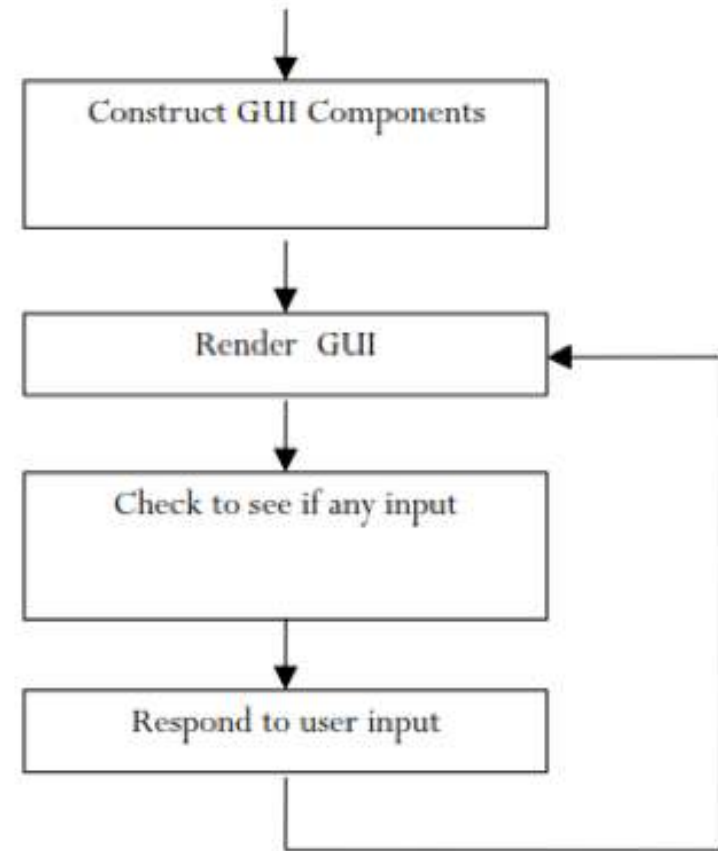 Construct GUI Components
Render GUI
Check to see if any input
Respond to user input